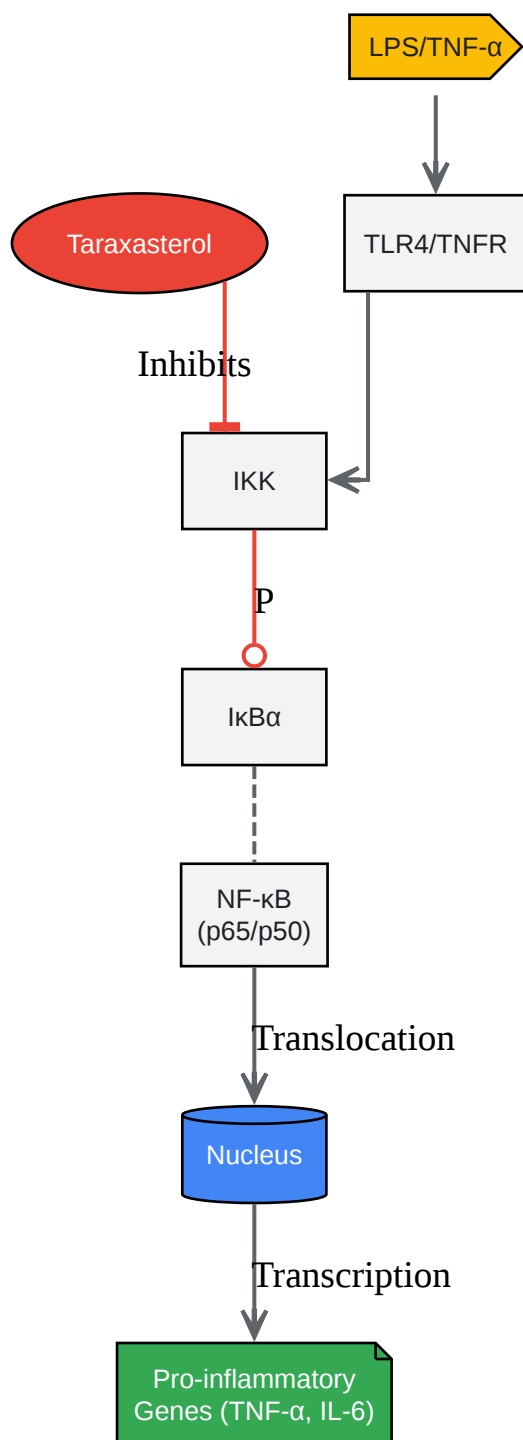 LPS/TNF-α
Taraxasterol
TLR4/TNFR
Inhibits
IKK
P
IκBα
NF-κB
(p65/p50)
Translocation
Nucleus
Transcription
Pro-inflammatory
Genes (TNF-α, IL-6)